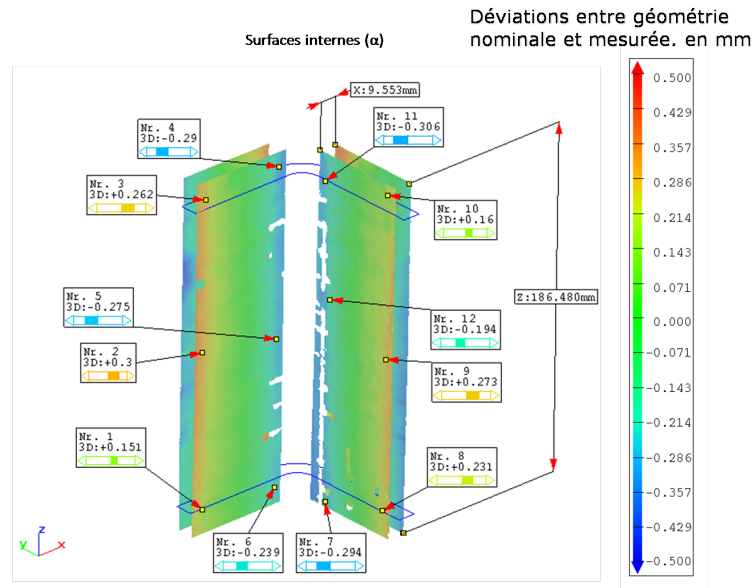 Déviations entre géométrie
nominale et mesurée. en mm
Surfaces internes (α)
X:9.553mm
Nr. 4
3D:-0.29
Nr. 11
3D:-0.306
Nr. 3
3D:+0.262
Nr. 10
3D:+0.16
Nr. 5
3D:-0.275
Z:186.480mm
Nr. 12
3D:-0.194
Nr. 2
3D:+0.3
Nr. 9
3D:+0.273
Nr. 1
3D:+0.151
Nr. 8
3D:+0.231
Nr. 6
3D:-0.239
Nr. 7
3D:-0.294
z
y
x
0.500
0.429
0.357
0.286
0.214
0.143
0.071
0.000
-0.071
-0.143
-0.214
-0.286
-0.357
-0.429
-0.500